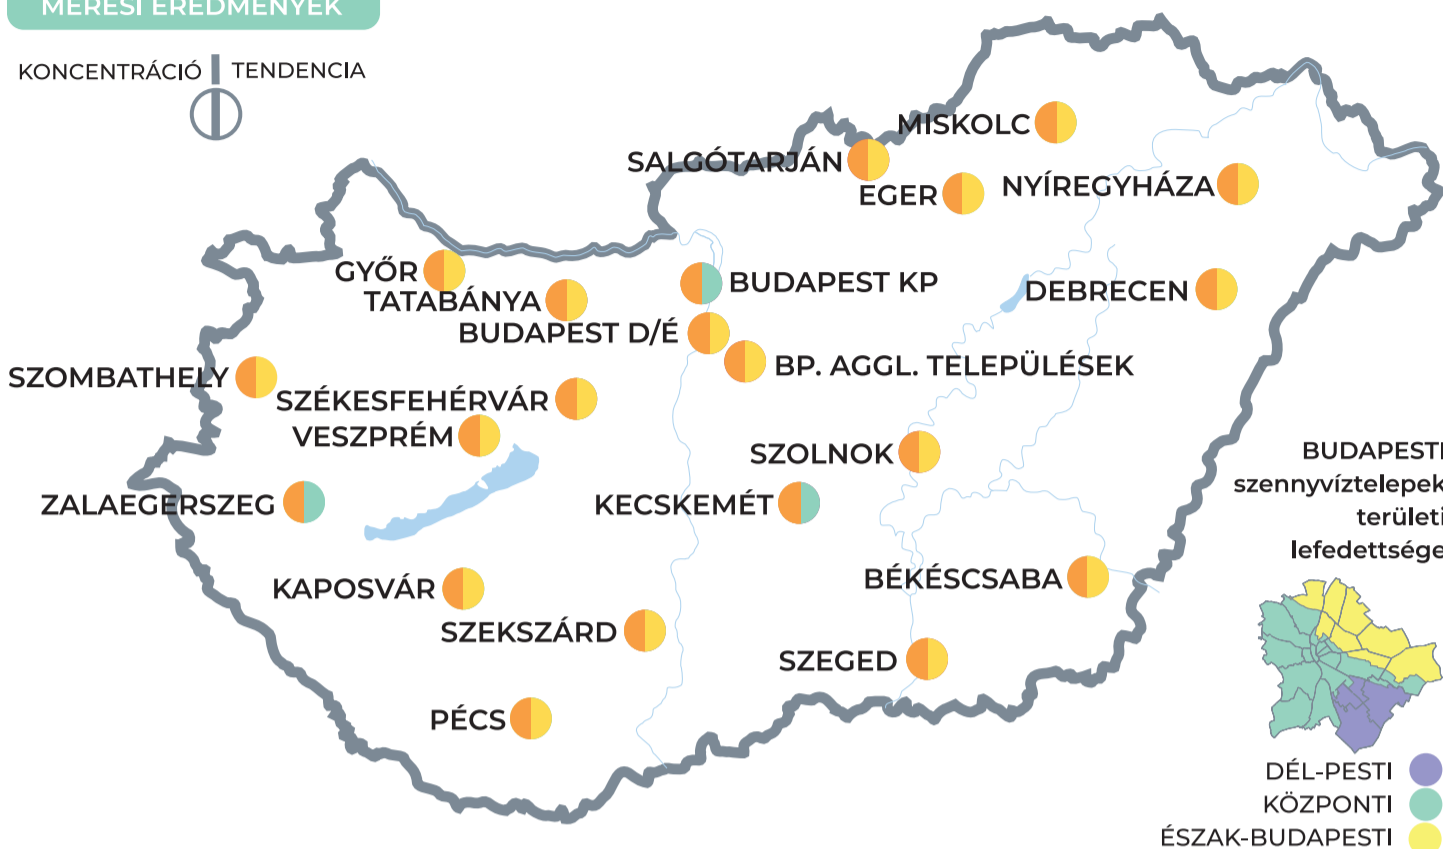 MÉRÉSI EREDMÉNYEK
KONCENTRÁCIÓ TENDENCIA
MISKOLC
SALGÓTARJÁN
EGER
NYÍREGYHÁZA
GYŐR
TATABÁNYA
BUDAPEST KP
DEBRECEN
BUDAPEST D/É
BP. AGGL. TELEPÜLÉSEK
SZOMBATHELY
SZÉKESFEHÉRVÁR
VESZPRÉM
SZOLNOK
ZALAEGERSZEG
KECSKEMÉT
KAPOSVÁR
BÉKÉSCSABA
SZEKSZÁRD
SZEGED
PÉCS
BUDAPESTI
szennyvíztelepek
területi
lefedettsége
DÉL-PESTI
KÖZPONTI
ÉSZAK-BUDAPESTI